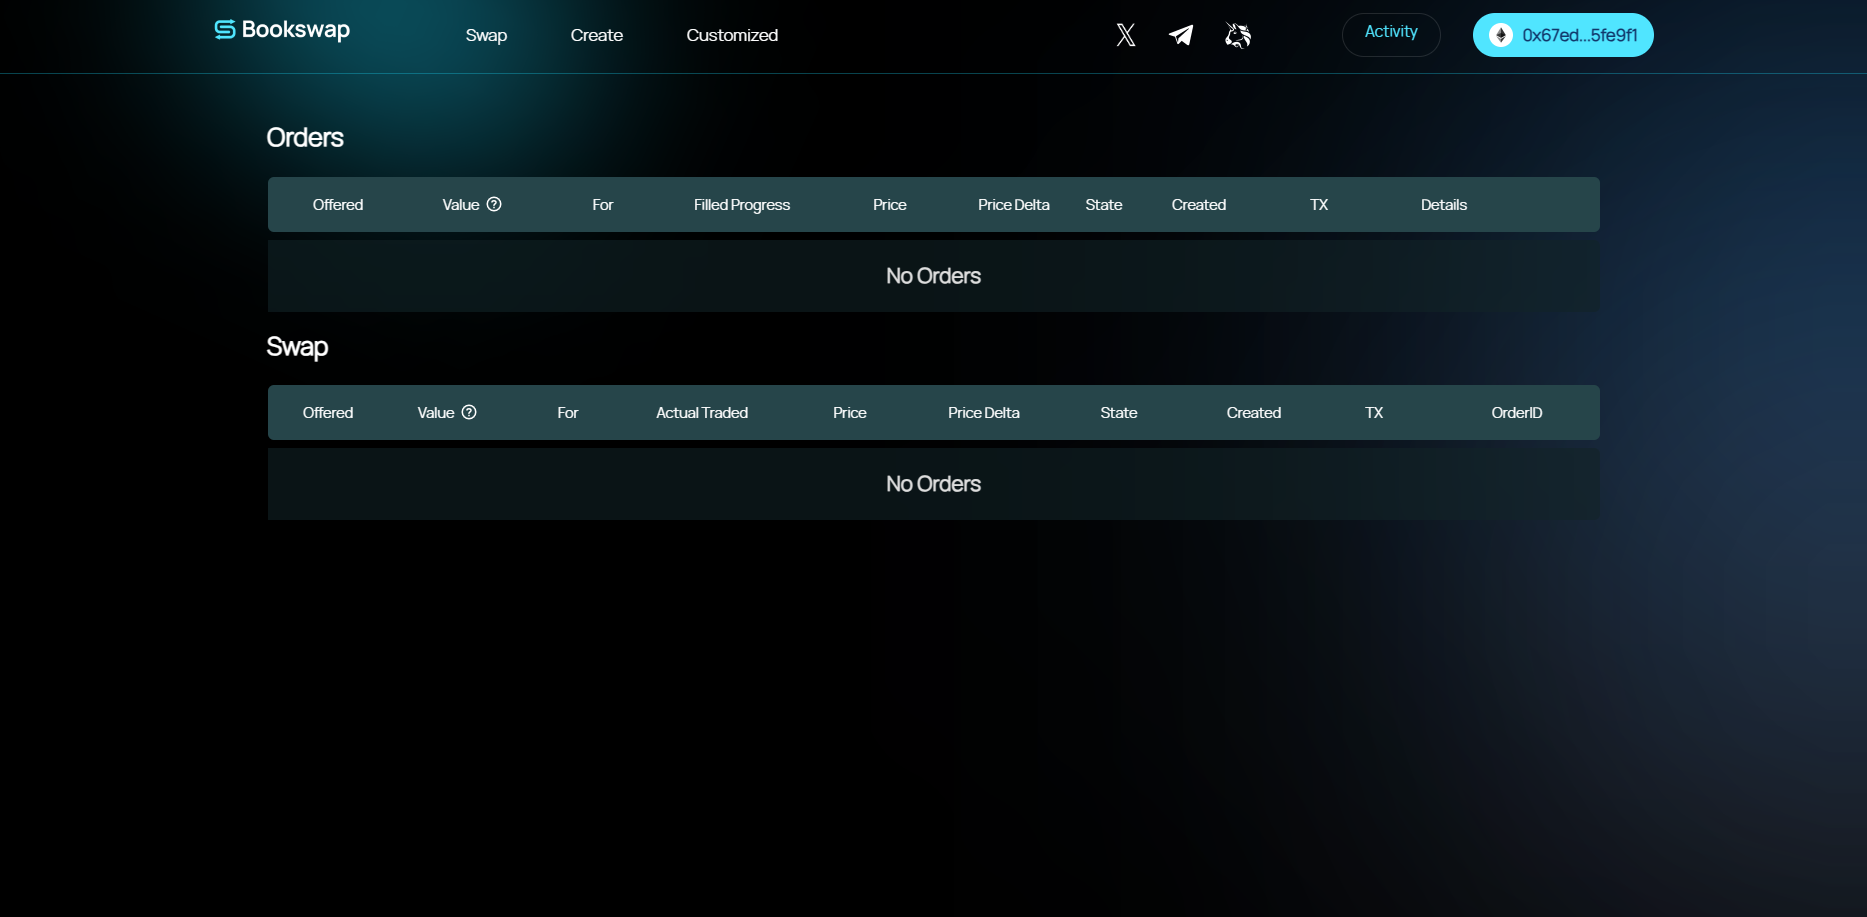 Bookswap Swap Create Customized Activity 0x67ed...5fe9f1
Orders
Offered Value For Filled Progress Price Price Delta State Created TX Details
No Orders
Swap
Offered Value For Actual Traded Price Price Delta State Created TX OrderID
No Orders